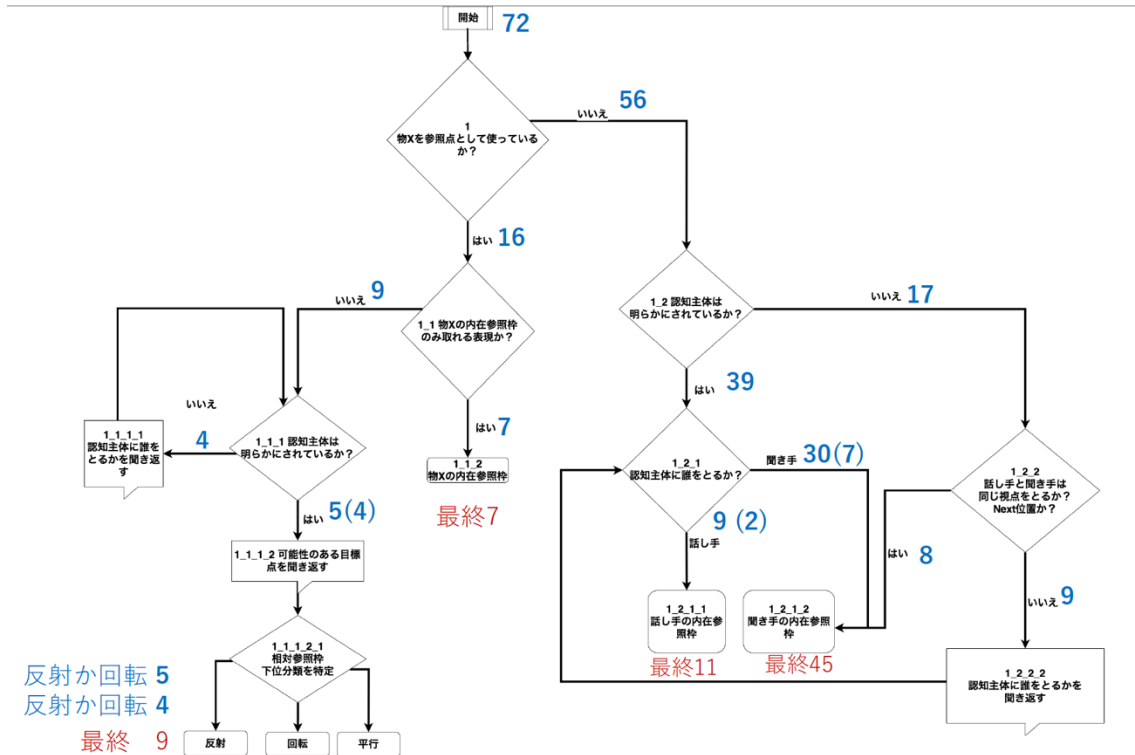 開始
72
1
物Xを参照点として使っている
か？
いいえ
56
はい
16
1_1 物Xの内在参照枠
のみ取れる表現か？
いいえ
9
はい
7
1_1_2
物Xの内在参照枠
最終7
1_1_1 認知主体は
明らかにされているか？
いいえ
4
1_1_1_1
認知主体に誰を
とるかを聞き返
す
はい
5(4)
1_1_1_2 可能性のある目標
点を聞き返す
1_1_1_2_1
相対参照枠
下位分類を特定
反射か回転 5
反射か回転 4
最終 9
反射
回転
平行
1_2 認知主体は
明らかにされているか？
いいえ
17
はい
39
1_2_1
認知主体に誰をとるか？
聞き手
30(7)
9 (2)
話し手
1_2_1_1
話し手の内在参
照枠
最終11
1_2_1_2
聞き手の内在参照
枠
最終45
1_2_2
話し手と聞き手は
同じ視点をとるか？
Next位置か？
はい
8
いいえ
9
1_2_2_2
認知主体に誰をとるかを
聞き返す